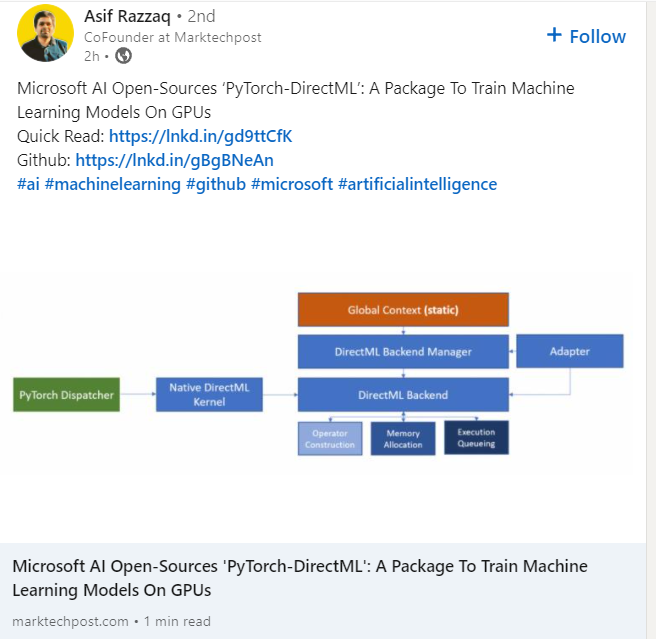 Asif Razzaq • 2nd
CoFounder at Marktechpost
2h •
+ Follow
Microsoft AI Open-Sources ‘PyTorch-DirectML’: A Package To Train Machine
Learning Models On GPUs
Quick Read: https://lnkd.in/gd9ttCfK
Github: https://lnkd.in/gBgBNeAn
#ai #machinelearning #github #microsoft #artificialintelligence
Global Context (static)
DirectML Backend Manager
Adapter
PyTorch Dispatcher
Native DirectML
Kernel
DirectML Backend
Operator
Construction
Memory
Allocation
Execution
Queueing
Microsoft AI Open-Sources 'PyTorch-DirectML': A Package To Train Machine
Learning Models On GPUs
marktechpost.com • 1 min read